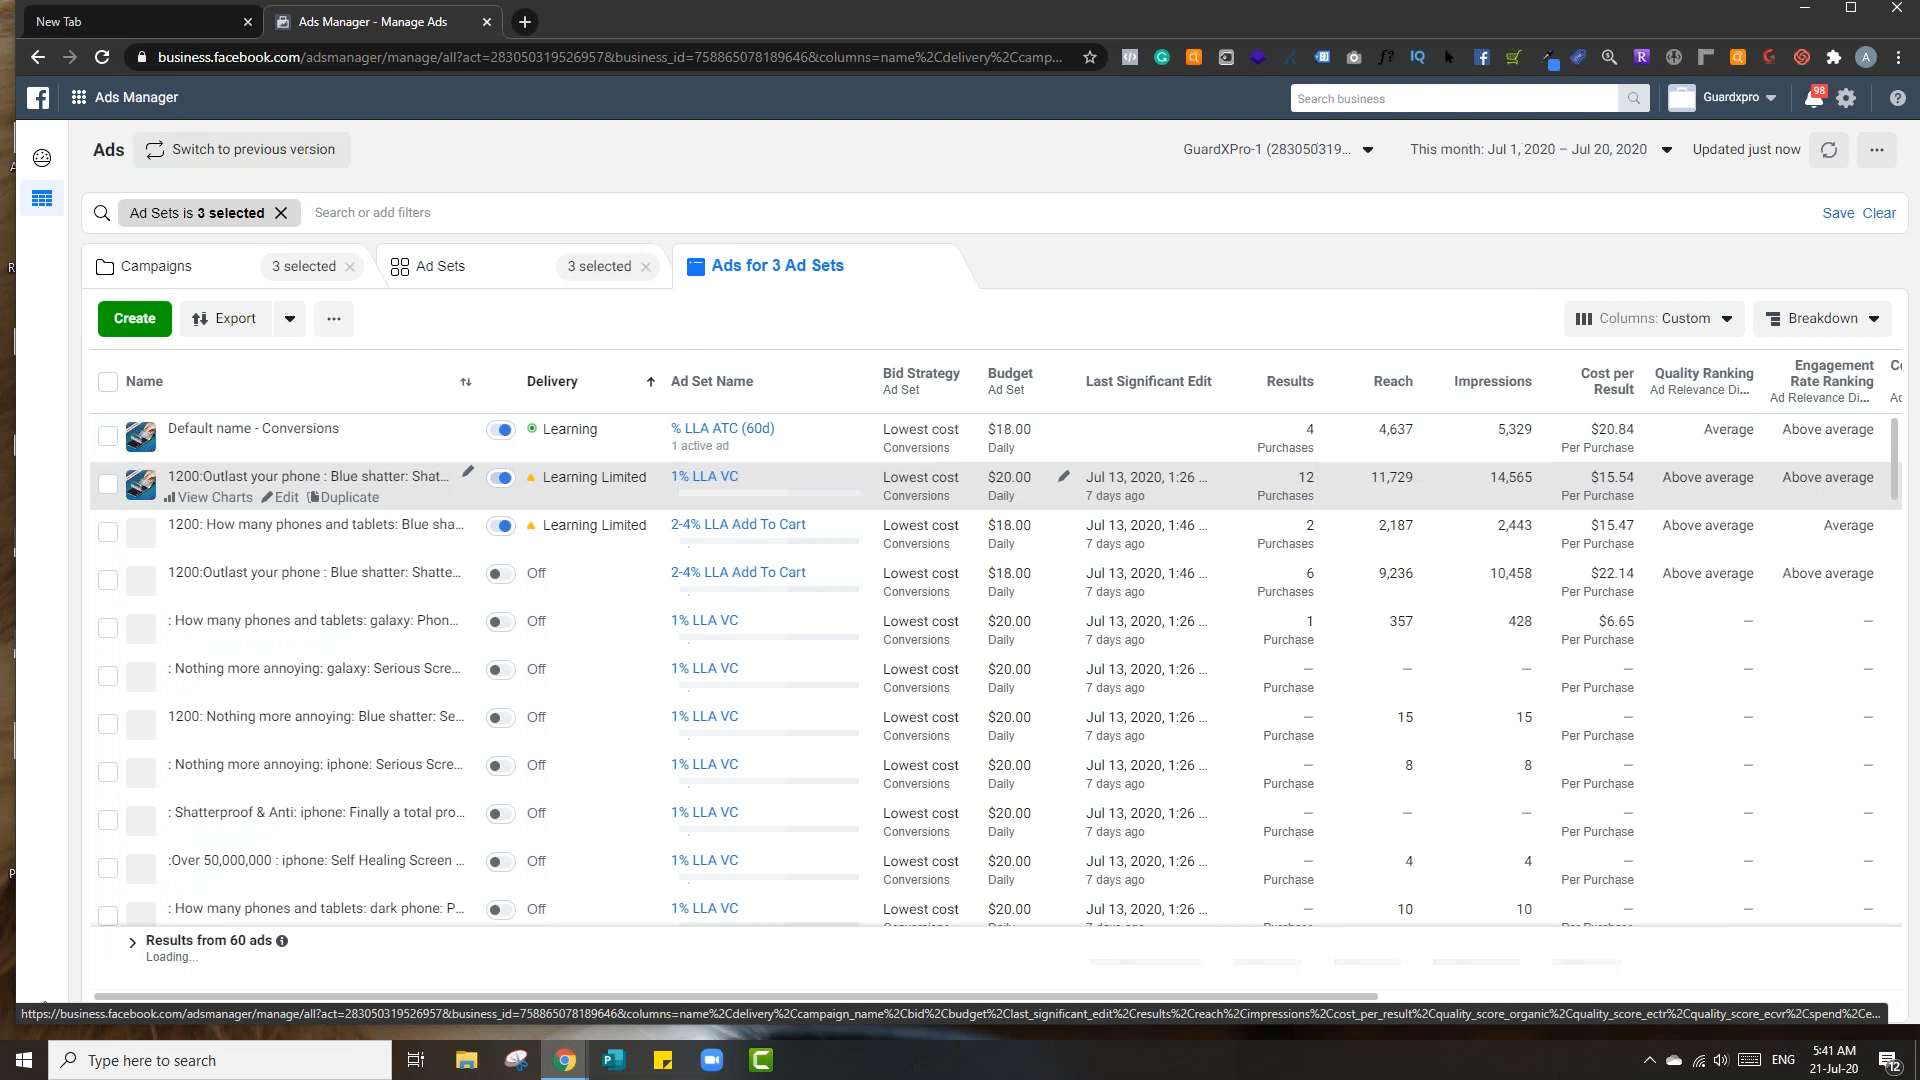 New Tab
Ads Manager - Manage Ads
business.facebook.com/adsmanager/manage/all?act=283050319526957&business_id=758865078189646&columns=name%2Cdelivery%2Ccamp...
Ads Manager
Search business
Guardxpro
98
Ads
Switch to previous version
GuardXPro-1 (283050319...
This month: Jul 1, 2020 – Jul 20, 2020
Updated just now
Ad Sets is 3 selected
Search or add filters
Save Clear
Campaigns
3 selected
Ad Sets
3 selected
Ads for 3 Ad Sets
Create
Export
Columns: Custom
Breakdown
Name Delivery Ad Set Name Bid Strategy Ad Set Budget Ad Set Last Significant Edit Results Reach Impressions Cost per Result Quality Ranking Ad Relevance Di... Engagement Rate Ranking Ad Relevance Di...
Default name - Conversions Learning % LLA ATC (60d) Lowest cost $18.00 4 4,637 5,329 $20.84 Average Above average
1 active ad Conversions Daily Purchases Per Purchase
1200:Outlast your phone : Blue shatter: Shat... Learning Limited 1% LLA VC Lowest cost $20.00 Jul 13, 2020, 1:26 ... 12 11,729 14,565 $15.54 Above average Above average
View Charts Edit Duplicate Conversions Daily 7 days ago Purchases Per Purchase
1200: How many phones and tablets: Blue sha... Learning Limited 2-4% LLA Add To Cart Lowest cost $18.00 Jul 13, 2020, 1:46 ... 2 2,187 2,443 $15.47 Above average Average
Conversions Daily 7 days ago Purchases Per Purchase
1200:Outlast your phone : Blue shatter: Shatte... Off 2-4% LLA Add To Cart Lowest cost $18.00 Jul 13, 2020, 1:46 ... 6 9,236 10,458 $22.14 Above average Above average
Conversions Daily 7 days ago Purchases Per Purchase
: How many phones and tablets: galaxy: Phon... Off 1% LLA VC Lowest cost $20.00 Jul 13, 2020, 1:26 ... 1 357 428 $6.65 — —
Conversions Daily 7 days ago Purchase Per Purchase
: Nothing more annoying: galaxy: Serious Scre... Off 1% LLA VC Lowest cost $20.00 Jul 13, 2020, 1:26 ... — — — — — —
Conversions Daily 7 days ago Purchase Per Purchase
1200: Nothing more annoying: Blue shatter: Se... Off 1% LLA VC Lowest cost $20.00 Jul 13, 2020, 1:26 ... — 15 15 — — —
Conversions Daily 7 days ago Purchase Per Purchase
: Nothing more annoying: iphone: Serious Scre... Off 1% LLA VC Lowest cost $20.00 Jul 13, 2020, 1:26 ... — 8 8 — — —
Conversions Daily 7 days ago Purchase Per Purchase
: Shatterproof & Anti: iphone: Finally a total pro... Off 1% LLA VC Lowest cost $20.00 Jul 13, 2020, 1:26 ... — — — — — —
Conversions Daily 7 days ago Purchase Per Purchase
:Over 50,000,000 : iphone: Self Healing Screen ... Off 1% LLA VC Lowest cost $20.00 Jul 13, 2020, 1:26 ... — 4 4 — — —
Conversions Daily 7 days ago Purchase Per Purchase
: How many phones and tablets: dark phone: P... Off 1% LLA VC Lowest cost $20.00 Jul 13, 2020, 1:26 ... — 10 10 — — —
Results from 60 ads
Loading...
https://business.facebook.com/adsmanager/manage/all?act=283050319526957&business_id=758865078189646&columns=name%2Cdelivery%2Ccampaign_name%2Cbid%2Cbudget%2Clast_significant_edit%2Cresults%2Creach%2Cimpressions%2Ccost_per_result%2Cquality_score_organic%2Cquality_score_ectr%2Cquality_score_ecvr%2Cspend%2Ce...
Type here to search
ENG
5:41 AM
21-Jul-20
12